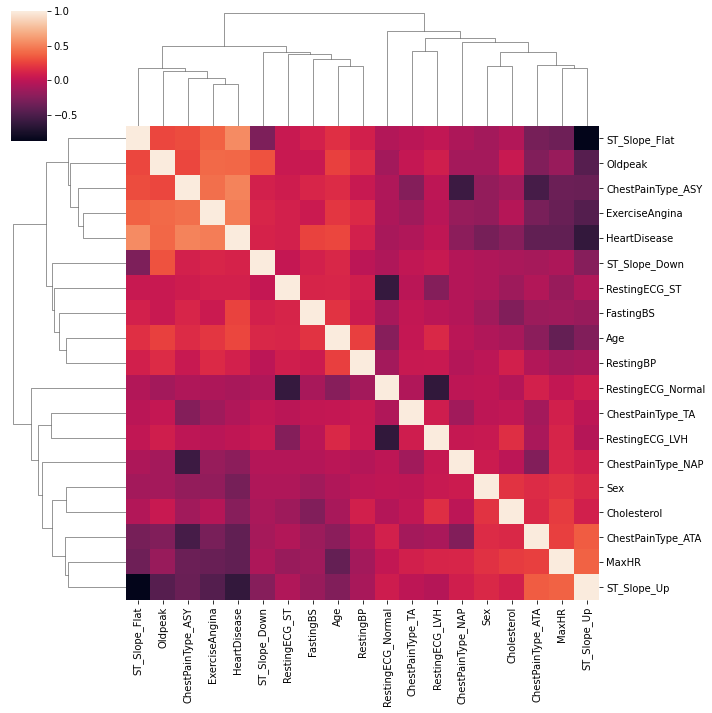 1.0
0.5
0.0
−0.5
ST_Slope_Flat
Oldpeak
ChestPainType_ASY
ExerciseAngina
HeartDisease
ST_Slope_Down
RestingECG_ST
FastingBS
Age
RestingBP
RestingECG_Normal
ChestPainType_TA
RestingECG_LVH
ChestPainType_NAP
Sex
Cholesterol
ChestPainType_ATA
MaxHR
ST_Slope_Up
ST_Slope_Flat
Oldpeak
ChestPainType_ASY
ExerciseAngina
HeartDisease
ST_Slope_Down
RestingECG_ST
FastingBS
Age
RestingBP
RestingECG_Normal
ChestPainType_TA
RestingECG_LVH
ChestPainType_NAP
Sex
Cholesterol
ChestPainType_ATA
MaxHR
ST_Slope_Up